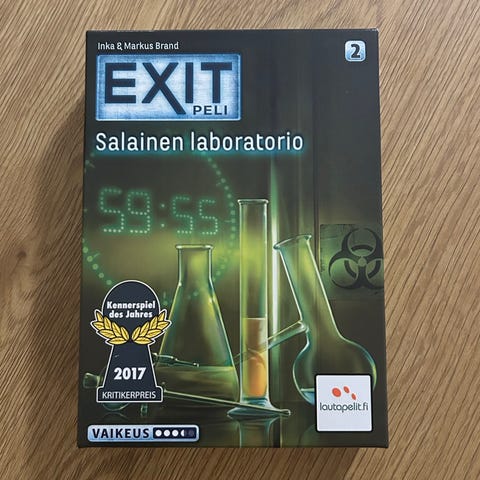 Inka & Markus Brand
2
EXIT
PELI
Salainen laboratorio
59:55
Kennerspiel
des Jahres
2017
KRITIKERPREIS
lautapelit.fi
VAIKEUS